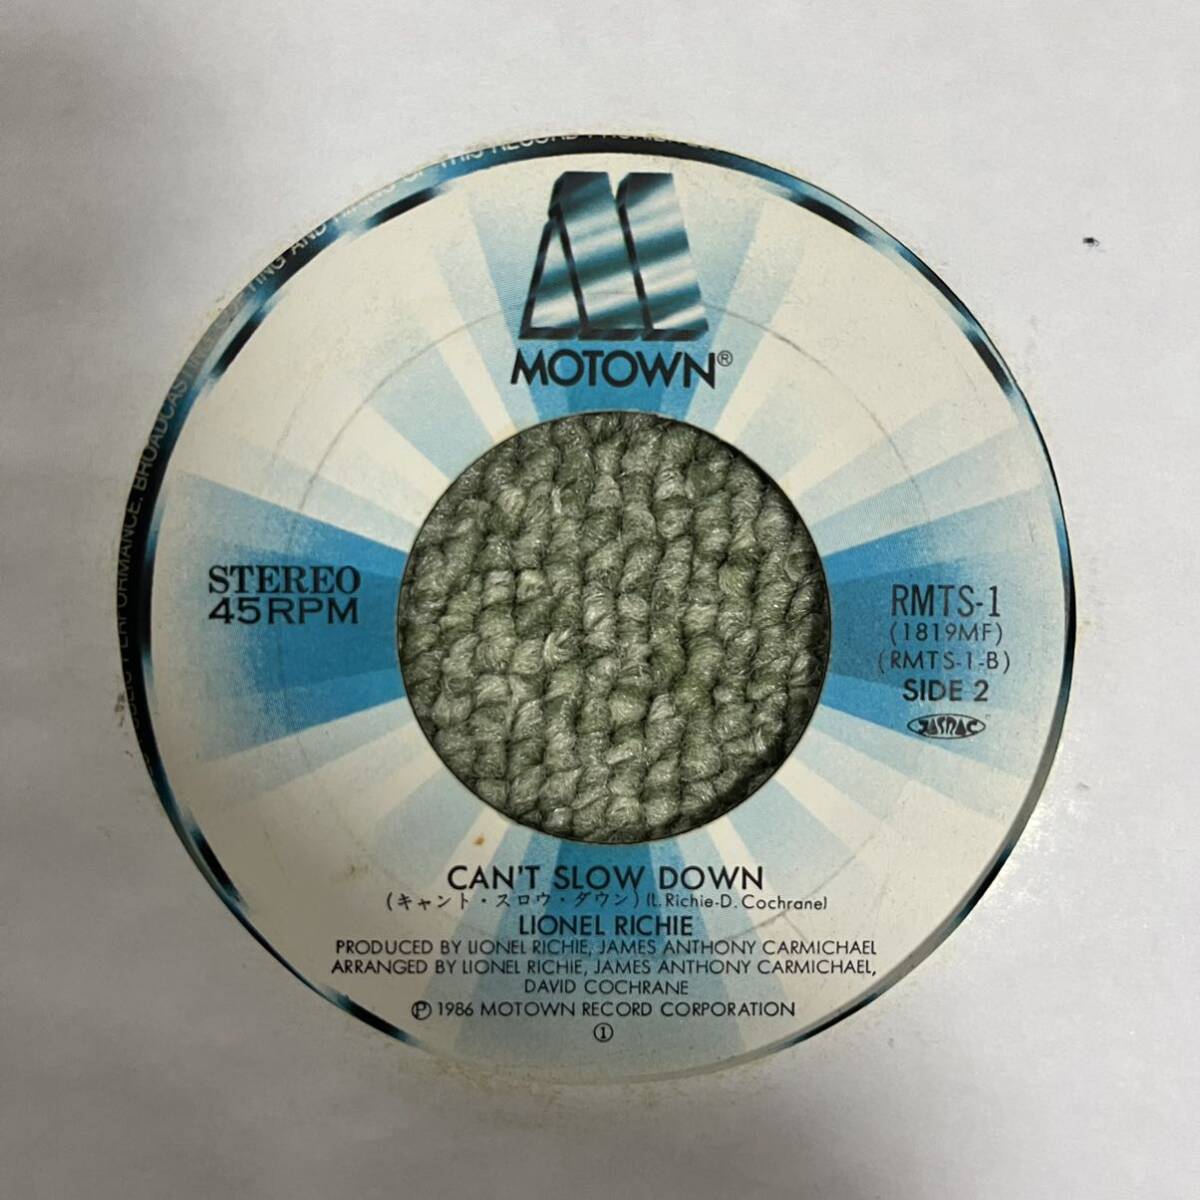 THIS RECORD
MOTOWN®
STEREO
45RPM
RMTS-1
(1819MF)
(RMTS-1-B)
SIDE 2
JASRAC
CAN'T SLOW DOWN
(キャント・スロウ・ダウン) (L. Richie-D. Cochrane)
LIONEL RICHIE
PRODUCED BY LIONEL RICHIE, JAMES ANTHONY CARMICHAEL
ARRANGED BY LIONEL RICHIE, JAMES ANTHONY CARMICHAEL,
DAVID COCHRANE
Ⓟ 1986 MOTOWN RECORD CORPORATION
①